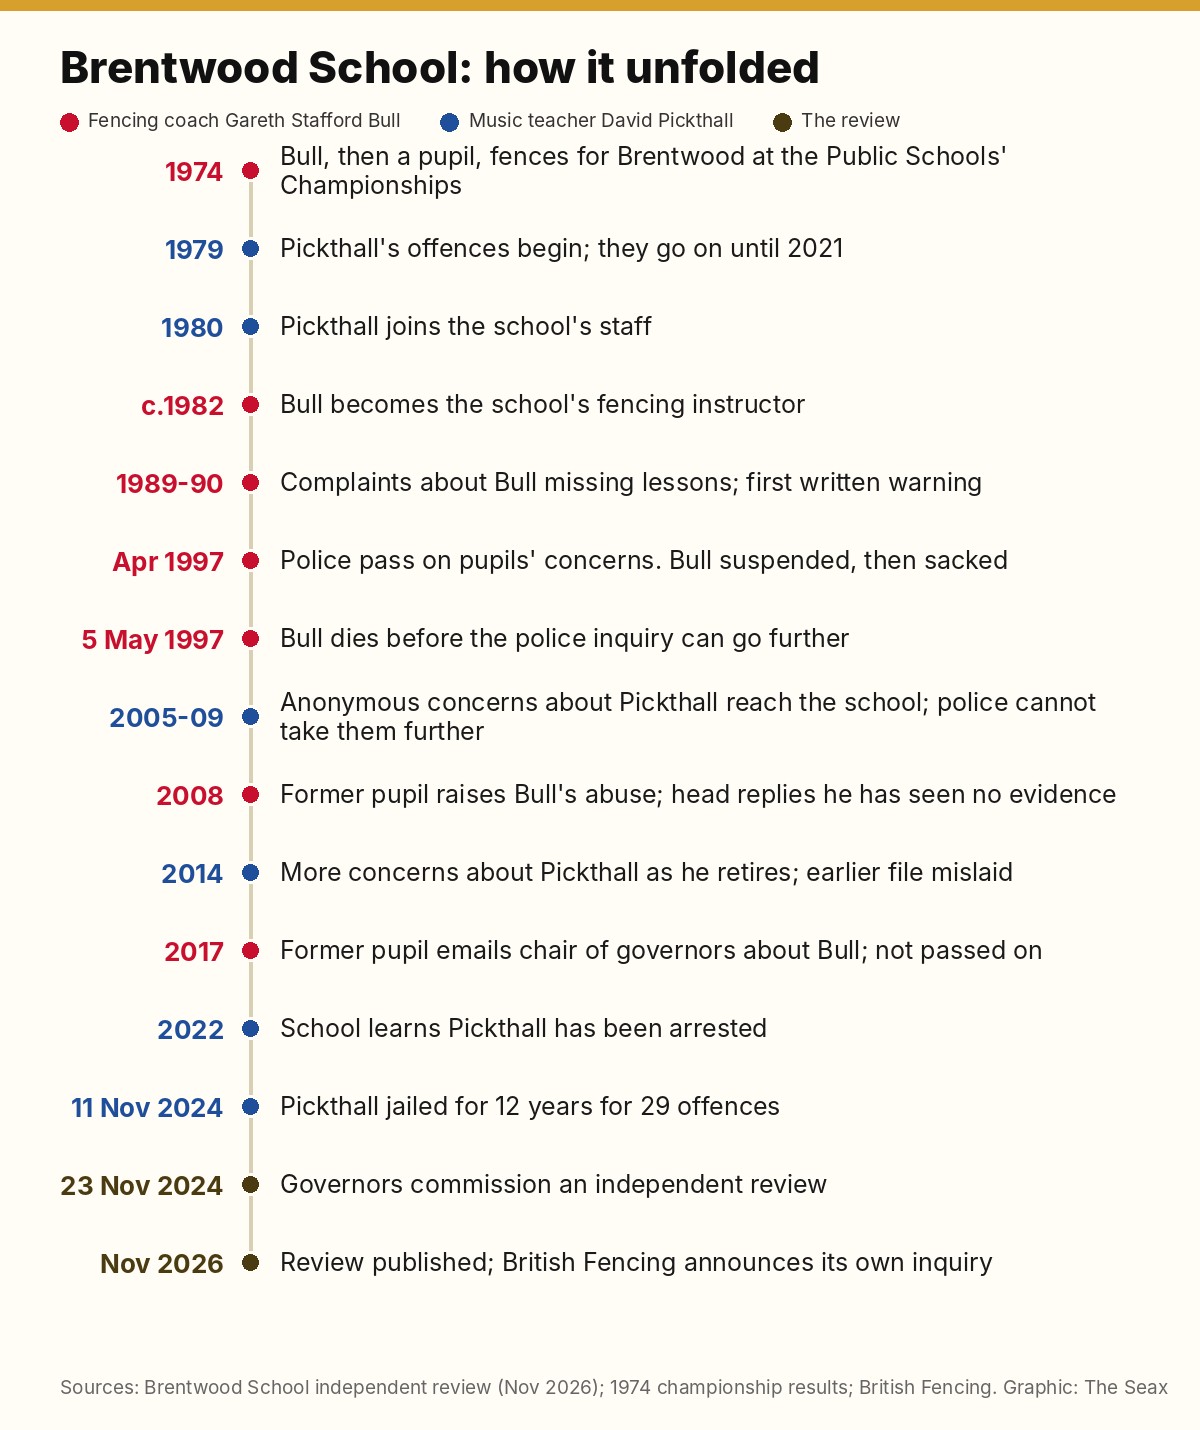 Brentwood School: how it unfolded
Fencing coach Gareth Stafford Bull Music teacher David Pickthall The review
1974 Bull, then a pupil, fences for Brentwood at the Public Schools'
Championships
1979 Pickthall's offences begin; they go on until 2021
1980 Pickthall joins the school's staff
c.1982 Bull becomes the school's fencing instructor
1989-90 Complaints about Bull missing lessons; first written warning
Apr 1997 Police pass on pupils' concerns. Bull suspended, then sacked
5 May 1997 Bull dies before the police inquiry can go further
2005-09 Anonymous concerns about Pickthall reach the school; police cannot
take them further
2008 Former pupil raises Bull's abuse; head replies he has seen no evidence
2014 More concerns about Pickthall as he retires; earlier file mislaid
2017 Former pupil emails chair of governors about Bull; not passed on
2022 School learns Pickthall has been arrested
11 Nov 2024 Pickthall jailed for 12 years for 29 offences
23 Nov 2024 Governors commission an independent review
Nov 2026 Review published; British Fencing announces its own inquiry
Sources: Brentwood School independent review (Nov 2026); 1974 championship results; British Fencing. Graphic: The Seax